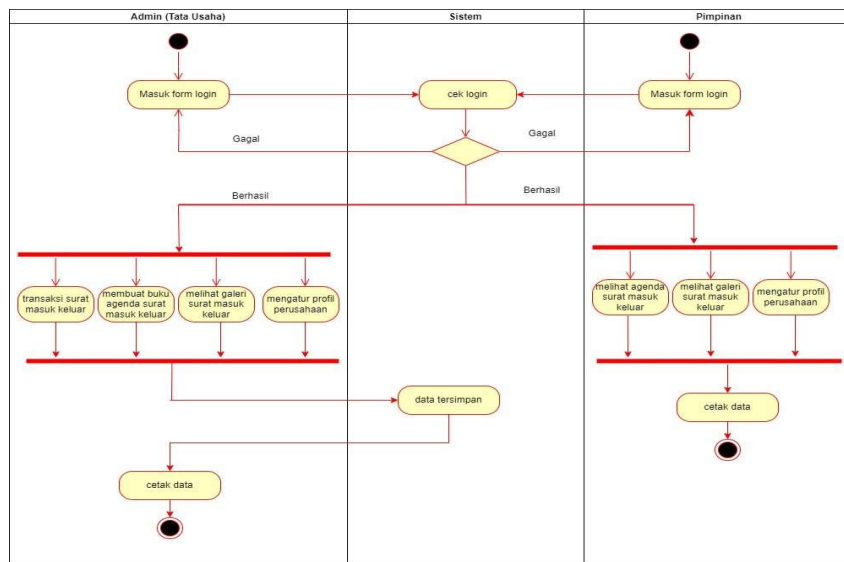 Admin (Tata Usaha)
Sistem
Pimpinan
Masuk form login
cek login
Masuk form login
Gagal
Gagal
Berhasil
Berhasil
transaksi surat
masuk keluar
membuat buku
agenda surat
masuk keluar
melihat galeri
surat masuk
keluar
mengatur profil
perusahaan
melihat agenda
surat masuk
keluar
melihat galeri
surat masuk
keluar
mengatur profil
perusahaan
data tersimpan
cetak data
cetak data